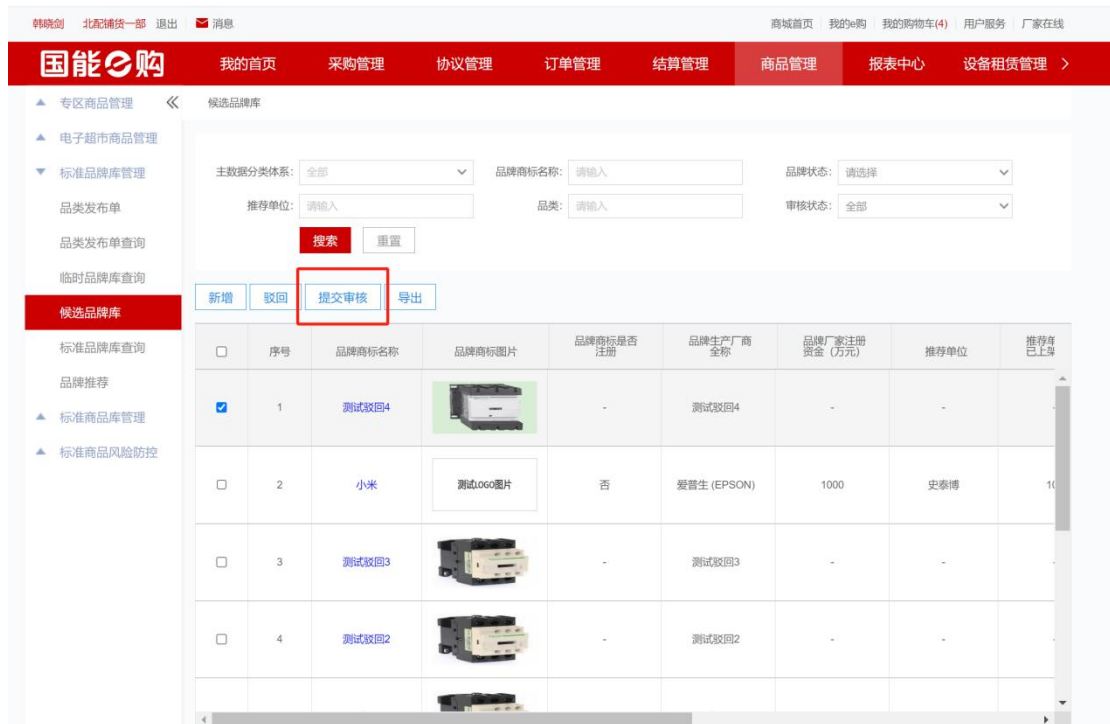 韩晓剑 北配铺货一部 退出 消息 商城首页 我的e购 我的购物车(4) 用户服务 厂家在线
国能e购 我的首页 采购管理 协议管理 订单管理 结算管理 商品管理 报表中心 设备租赁管理
专区商品管理
候选品牌库
电子超市商品管理
标准品牌库管理
品类发布单
品类发布单查询
临时品牌库查询
候选品牌库
标准品牌库查询
品牌推荐
标准商品库管理
标准商品风险防控
主数据分类体系: 全部 品牌商标名称: 请输入 品牌状态: 请选择
推荐单位: 请输入 品类: 请输入 审核状态: 全部
搜索 重置
新增 驳回 提交审核 导出
序号 品牌商标名称 品牌商标图片 品牌商标是否注册 品牌生产厂商全称 品牌厂家注册资金 (万元) 推荐单位
1 测试驳回4 - 测试驳回4 - -
2 小米 测试LOGO图片 否 爱普生 (EPSON) 1000 史泰博
3 测试驳回3 - 测试驳回3 - -
4 测试驳回2 - 测试驳回2 - -